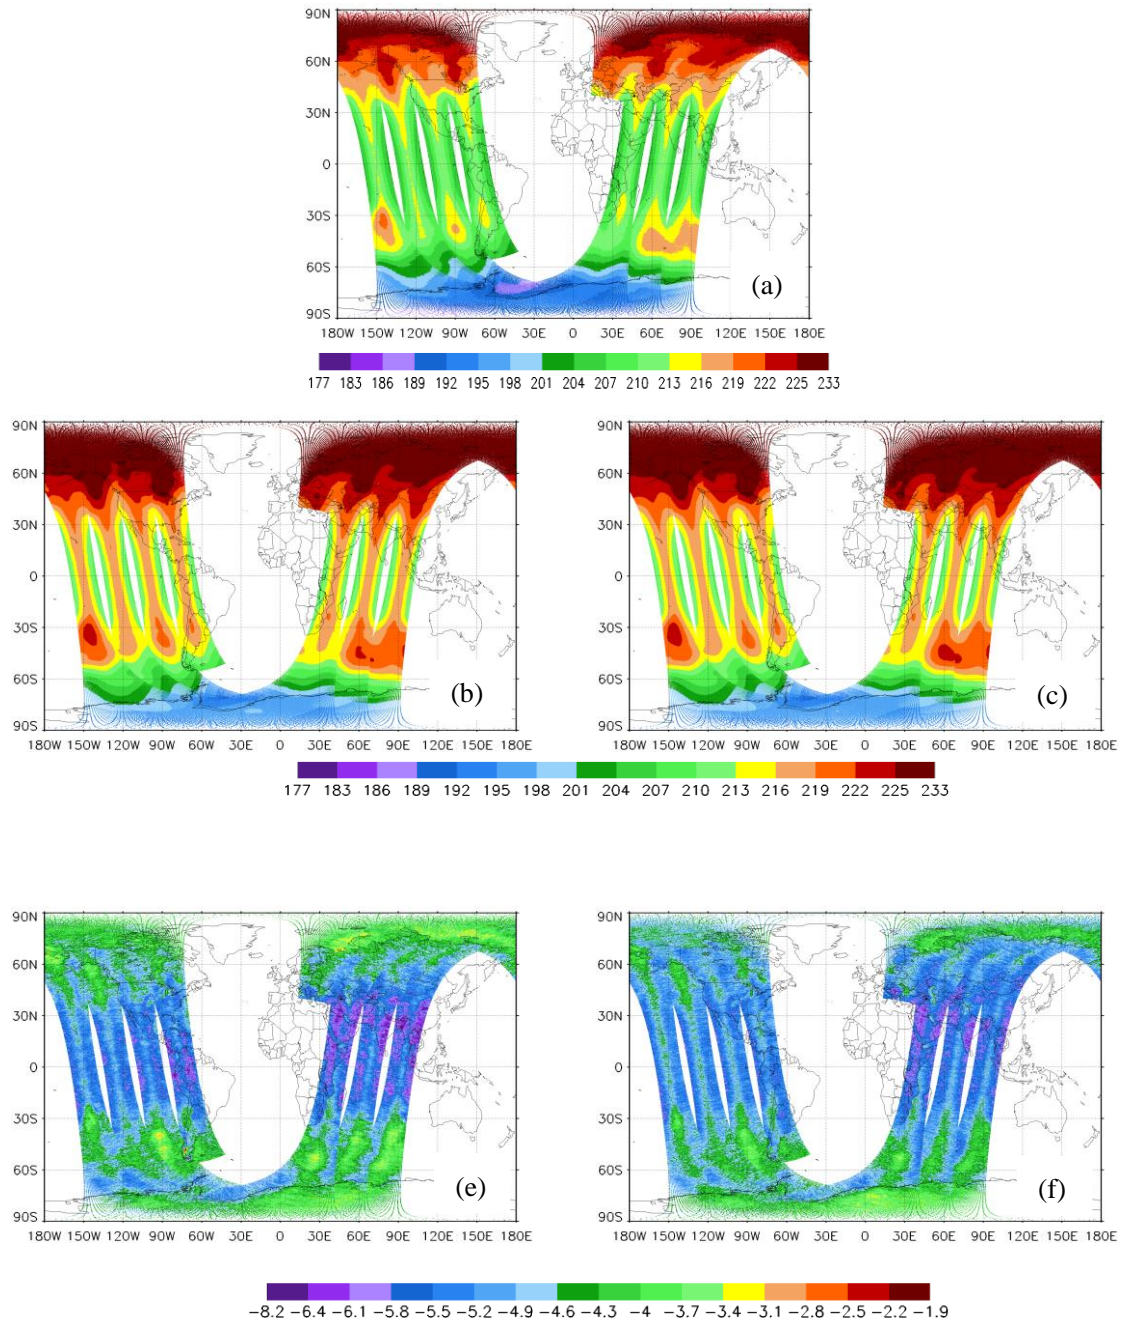 90N
60N
30N
0
30S
60S
90S
(a)
180W 150W 120W 90W 60W 30E 0 30E 60E 90E 120E 150E 180E
177 183 186 189 192 195 198 201 204 207 210 213 216 219 222 225 233
90N
60N
30N
0
30S
60S
90S
(b)
180W 150W 120W 90W 60W 30W 0 30E 60E 90E 120E 150E 180E
90N
60N
30N
0
30S
60S
90S
(c)
180W 150W 120W 90W 60W 30W 0 30E 60E 90E 120E 150E 180E
177 183 186 189 192 195 198 201 204 207 210 213 216 219 222 225 233
90N
60N
30N
0
30S
60S
90S
(e)
180W 150W 120W 90W 60W 30W 0 30E 60E 90E 120E 150E 180E
90N
60N
30N
0
30S
60S
90S
(f)
180W 150W 120W 90W 60W 30W 0 30E 60E 90E 120E 150E 180E
−8.2 −6.4 −6.1 −5.8 −5.5 −5.2 −4.9 −4.6 −4.3 −4 −3.7 −3.4 −3.1 −2.8 −2.5 −2.2 −1.9